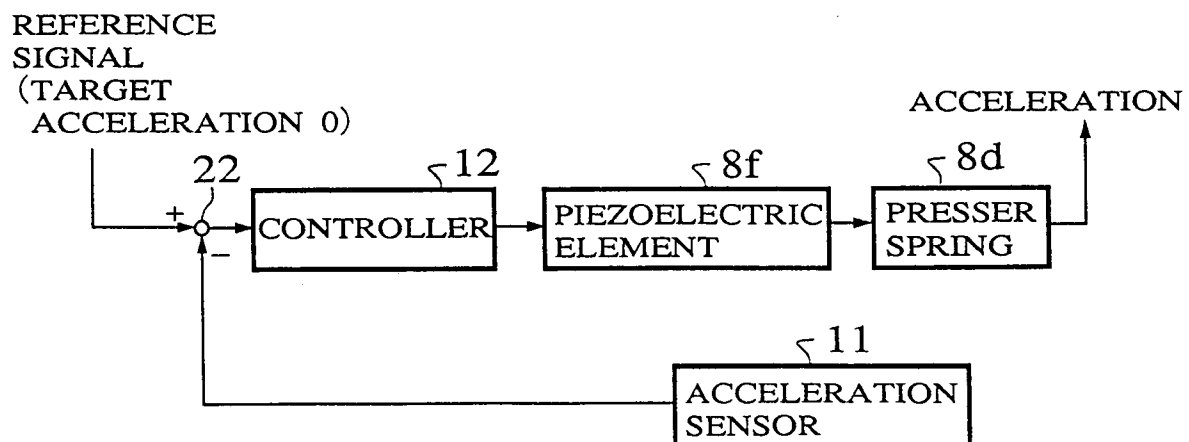 REFERENCE
SIGNAL
(TARGET
ACCELERATION 0)
ACCELERATION
22
+
−
12
CONTROLLER
8f
PIEZOELECTRIC
ELEMENT
8d
PRESSER
SPRING
11
ACCELERATION
SENSOR